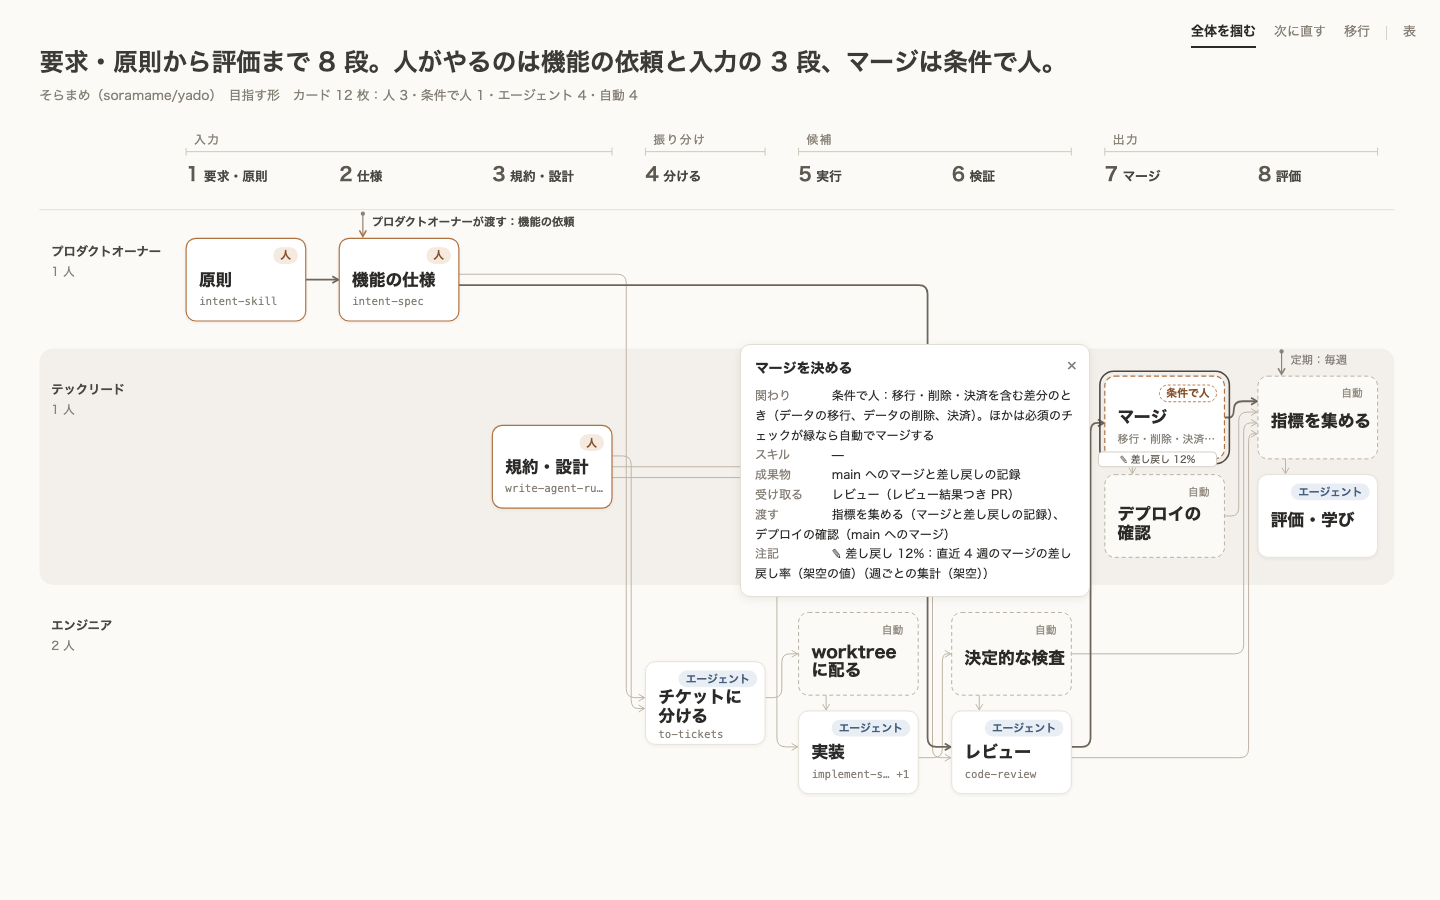 全体を掴む 次に直す 移行 表
要求・原則から評価まで 8 段。人がやるのは機能の依頼と入力の 3 段、マージは条件で人。
そらまめ（soramame/yado） 目指す形 カード 12 枚：人 3・条件で人 1・エージェント 4・自動 4
入力 振り分け 候補 出力
1 要求・原則 2 仕様 3 規約・設計 4 分ける 5 実行 6 検証 7 マージ 8 評価
プロダクトオーナーが渡す：機能の依頼
プロダクトオーナー
1 人
人
原則
intent-skill
人
機能の仕様
intent-spec
テックリード
1 人
人
規約・設計
write-agent-ru…
マージを決める ×
関わり 条件で人：移行・削除・決済を含む差分のと
き（データの移行、データの削除、決済）。ほかは必須のチ
ェックが緑なら自動でマージする
スキル —
成果物 main へのマージと差し戻しの記録
受け取る レビュー（レビュー結果つき PR）
渡す 指標を集める（マージと差し戻しの記録）、
デプロイの確認（main へのマージ）
注記 ✎ 差し戻し 12%：直近 4 週のマージの差し
戻し率（架空の値）（週ごとの集計（架空））
条件で人
マージ
移行・削除・決済…
✎ 差し戻し 12%
自動
デプロイの
確認
定期：毎週
自動
指標を集める
エージェント
評価・学び
エンジニア
2 人
エージェント
チケットに
分ける
to-tickets
自動
worktree
に配る
エージェント
実装
implement-s… +1
自動
決定的な検査
エージェント
レビュー
code-review